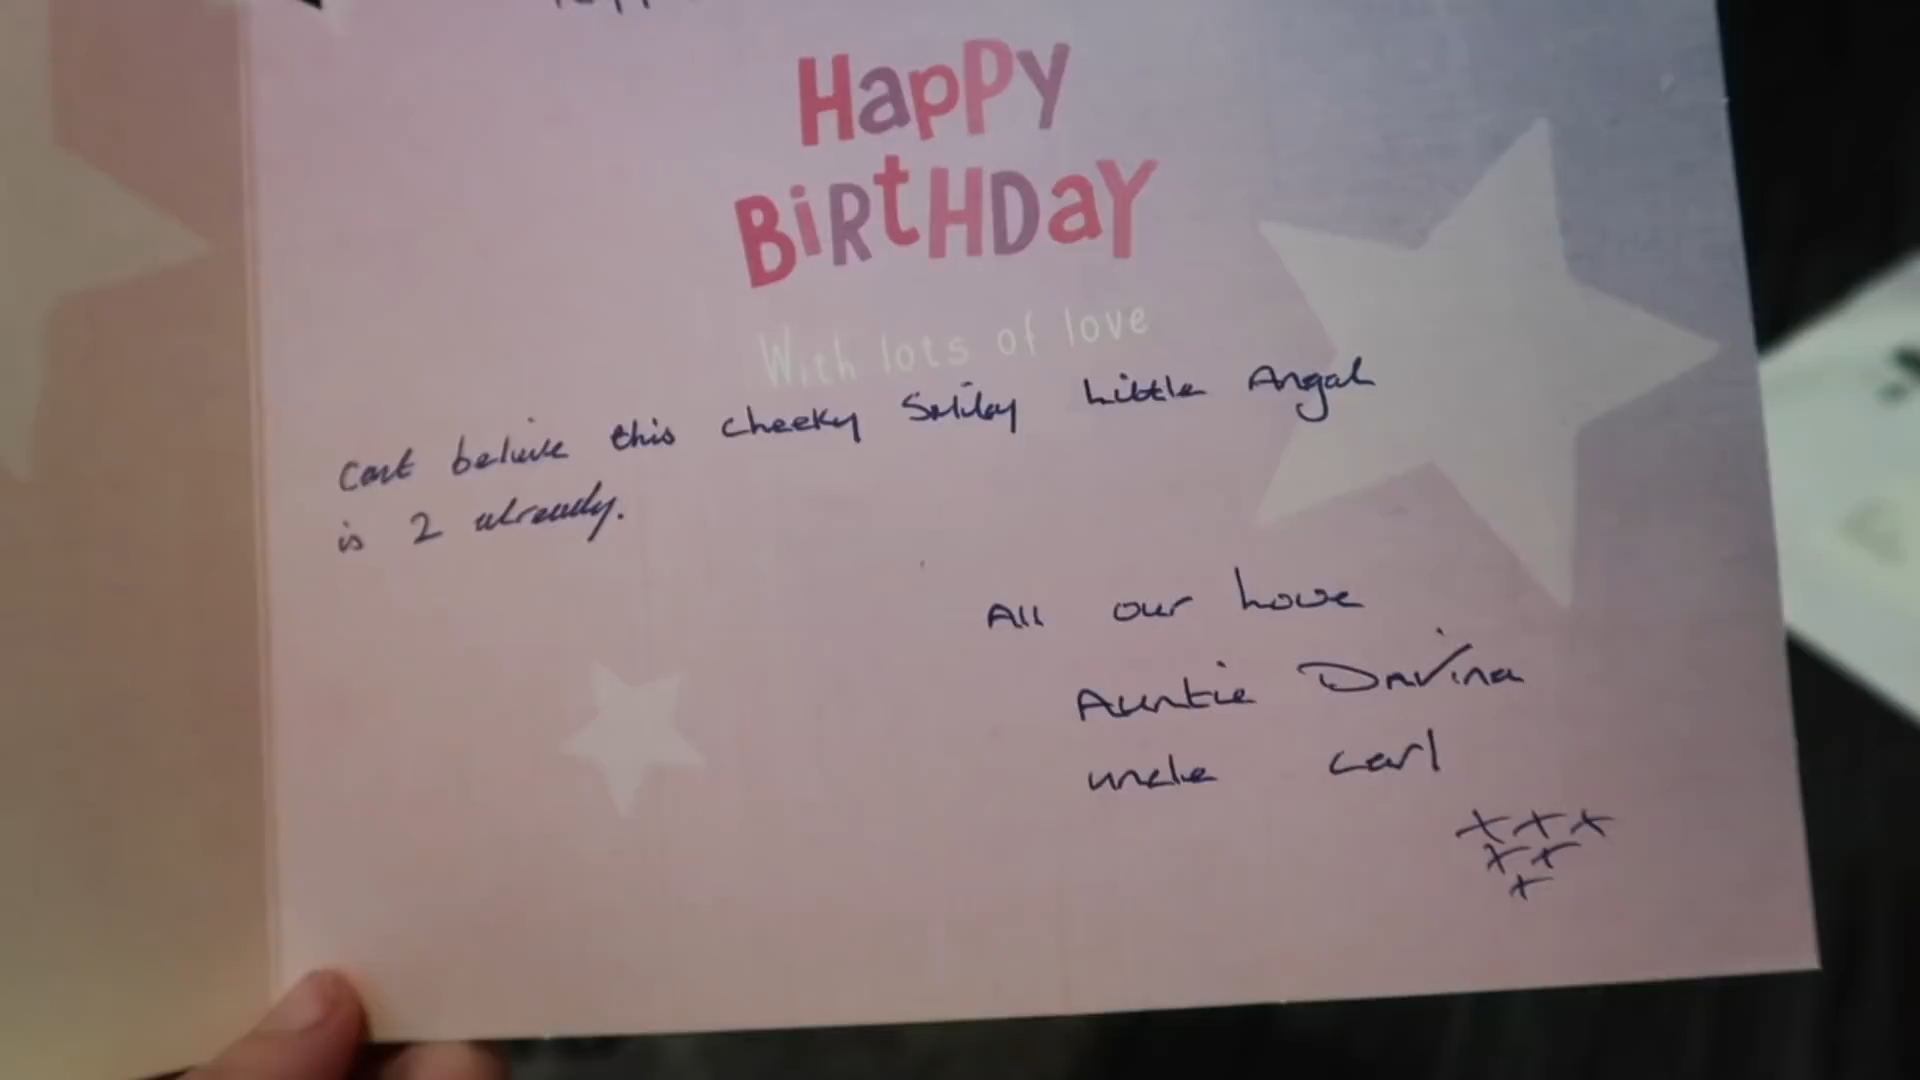 HaPPY
BiRtHDaY
With lots of love
Cant believe this cheeky Smiley Little Angel
is 2 already.
All our Love
Auntie Davina
uncle Carl
xxx
xx
x